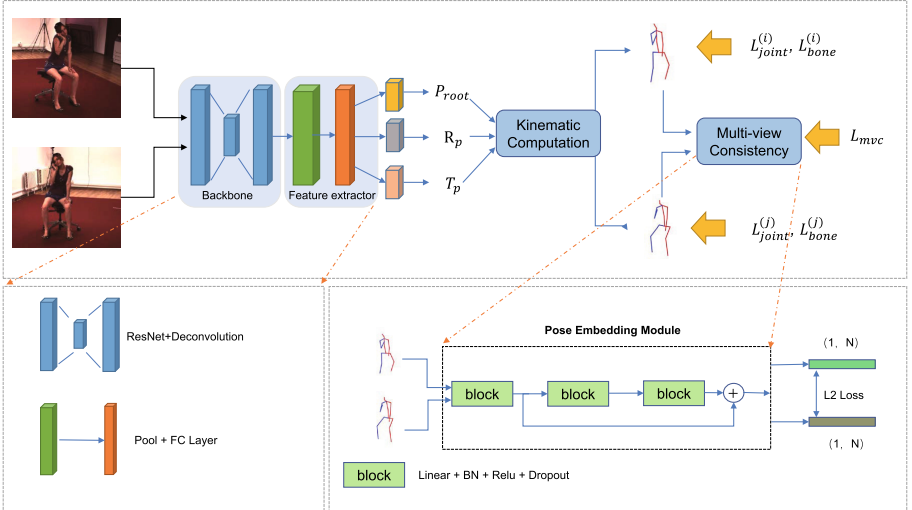 Backbone
Feature extractor
P_root
R_p
T_p
Kinematic
Computation
L_joint^(i), L_bone^(i)
Multi-view
Consistency
L_mvc
L_joint^(j), L_bone^(j)
ResNet+Deconvolution
Pool + FC Layer
Pose Embedding Module
block
block
block
+
(1, N)
L2 Loss
(1, N)
block
Linear + BN + Relu + Dropout